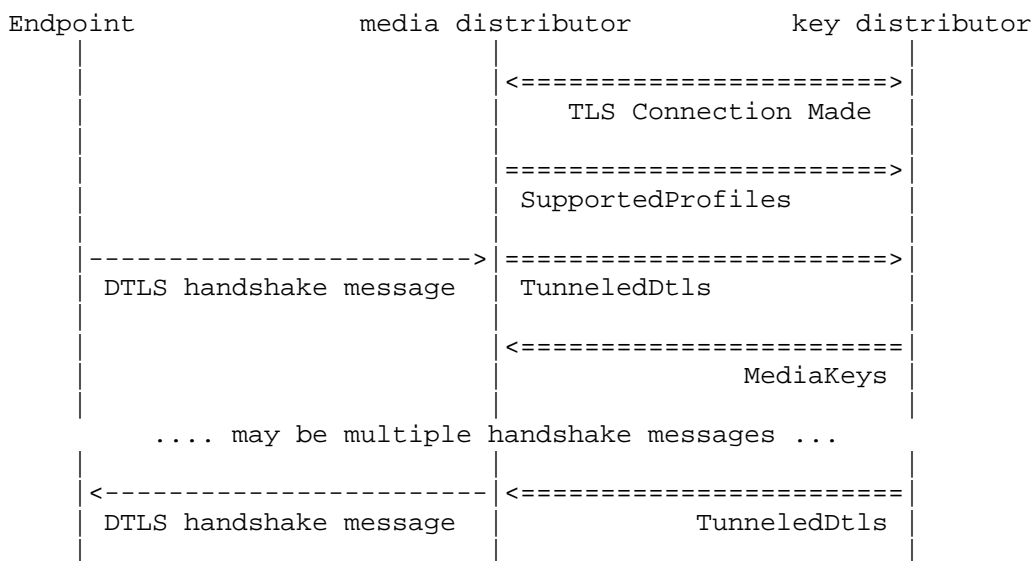 Endpoint media distributor key distributor
<=======================>
TLS Connection Made
========================>
SupportedProfiles
------------------------> ========================>
DTLS handshake message TunneledDtls
<========================
MediaKeys
.... may be multiple handshake messages ...
<------------------------ <========================
DTLS handshake message TunneledDtls